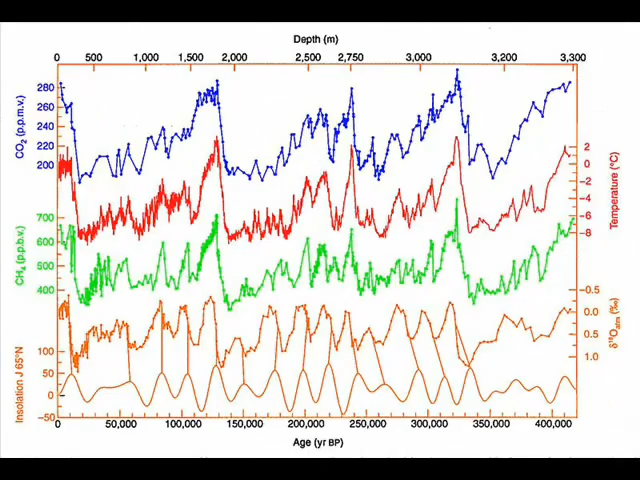 Depth (m)
0 500 1,000 1,500 2,000 2,500 2,750 3,000 3,200 3,300
CO2 (p.p.m.v.)
280
260
240
220
200
2
0
−2
−4
−6
−8
Temperature (°C)
CH4 (p.p.b.v.)
700
600
500
400
−0.5
0.0
0.5
1.0
δ18Oatm (‰)
Insolation J 65°N
100
50
0
−50
0 50,000 100,000 150,000 200,000 250,000 300,000 350,000 400,000
Age (yr BP)